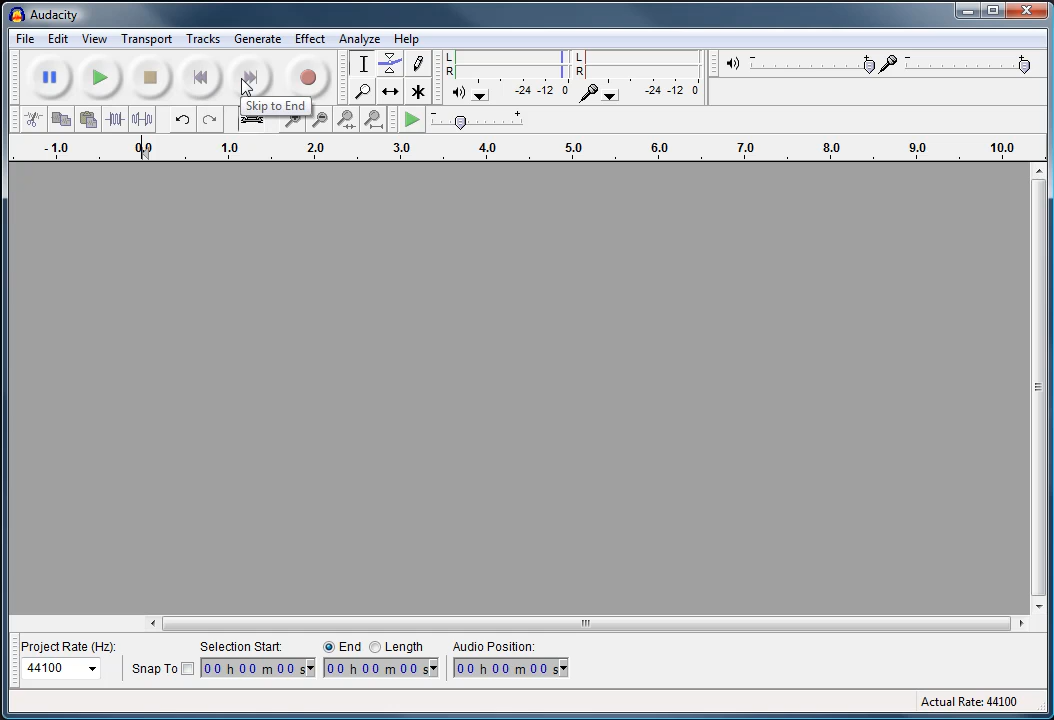 Audacity
File Edit View Transport Tracks Generate Effect Analyze Help
L
R
-24 -12 0
L
R
-24 -12 0
- +
- +
Skip to End
- +
- 1.0 0.0 1.0 2.0 3.0 4.0 5.0 6.0 7.0 8.0 9.0 10.0
Project Rate (Hz): Selection Start: End Length Audio Position:
44100 Snap To 00 h 00 m 00 s 00 h 00 m 00 s 00 h 00 m 00 s
Actual Rate: 44100